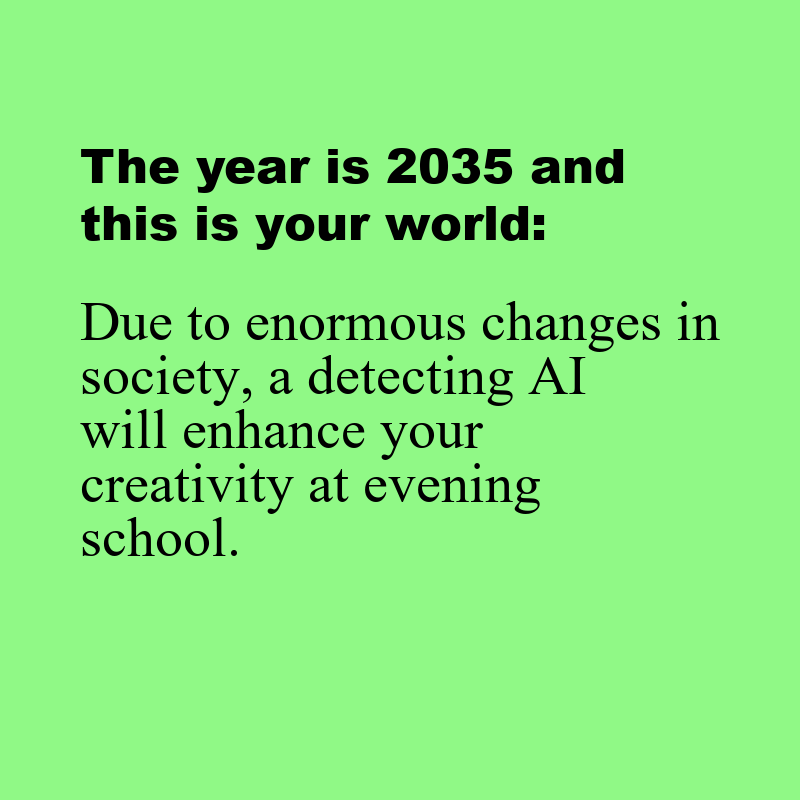 The year is 2035 and
this is your world:
Due to enormous changes in
society, a detecting AI
will enhance your
creativity at evening
school.